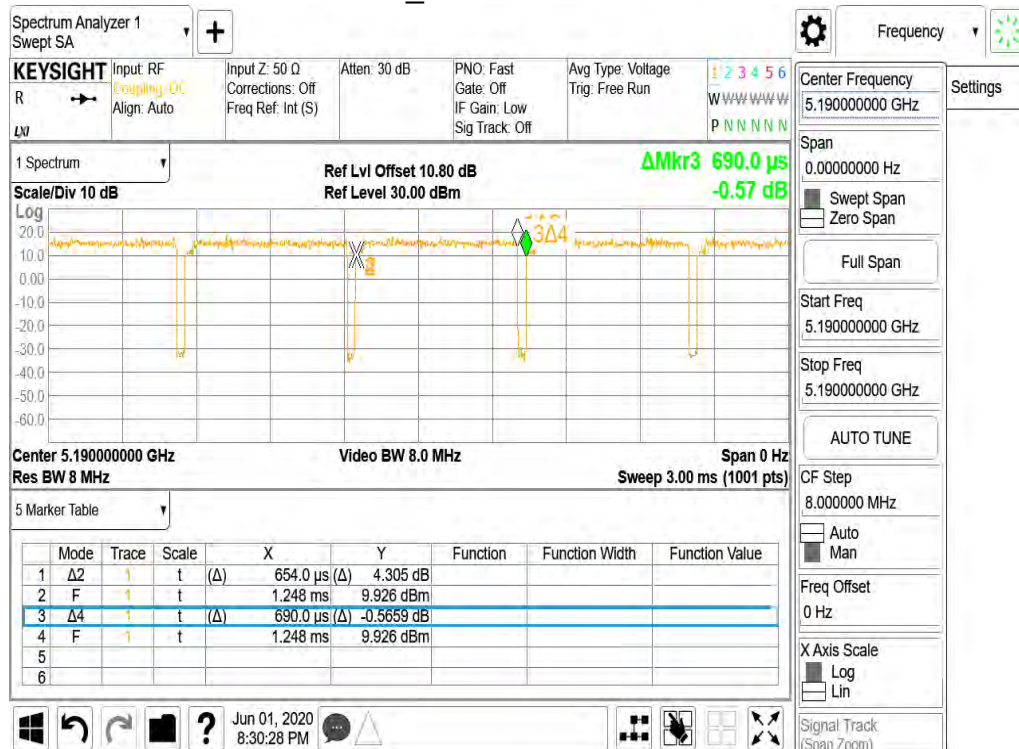 Spectrum Analyzer 1
Swept SA
Frequency
KEYSIGHT
R
LXI
Input: RF
Coupling: DC
Align: Auto
Input Z: 50 Ω
Corrections: Off
Freq Ref: Int (S)
Atten: 30 dB
PNO: Fast
Gate: Off
IF Gain: Low
Sig Track: Off
Avg Type: Voltage
Trig: Free Run
1 2 3 4 5 6
W W W W W W
P N N N N N
1 Spectrum
Scale/Div 10 dB
Ref Lvl Offset 10.80 dB
Ref Level 30.00 dBm
ΔMkr3 690.0 µs
-0.57 dB
Log
20.0
10.0
0.00
-10.0
-20.0
-30.0
-40.0
-50.0
-60.0
3Δ4
Center 5.190000000 GHz
Video BW 8.0 MHz
Span 0 Hz
Res BW 8 MHz
Sweep 3.00 ms (1001 pts)
5 Marker Table
Mode Trace Scale X Y Function Function Width Function Value
1 Δ2 1 t (Δ) 654.0 µs (Δ) 4.305 dB
2 F 1 t 1.248 ms 9.926 dBm
3 Δ4 1 t (Δ) 690.0 µs (Δ) -0.5659 dB
4 F 1 t 1.248 ms 9.926 dBm
5
6
Jun 01, 2020
8:30:28 PM
Center Frequency
5.190000000 GHz
Settings
Span
0.00000000 Hz
Swept Span
Zero Span
Full Span
Start Freq
5.190000000 GHz
Stop Freq
5.190000000 GHz
AUTO TUNE
CF Step
8.000000 MHz
Auto
Man
Freq Offset
0 Hz
X Axis Scale
Log
Lin
Signal Track
(Span Zoom)